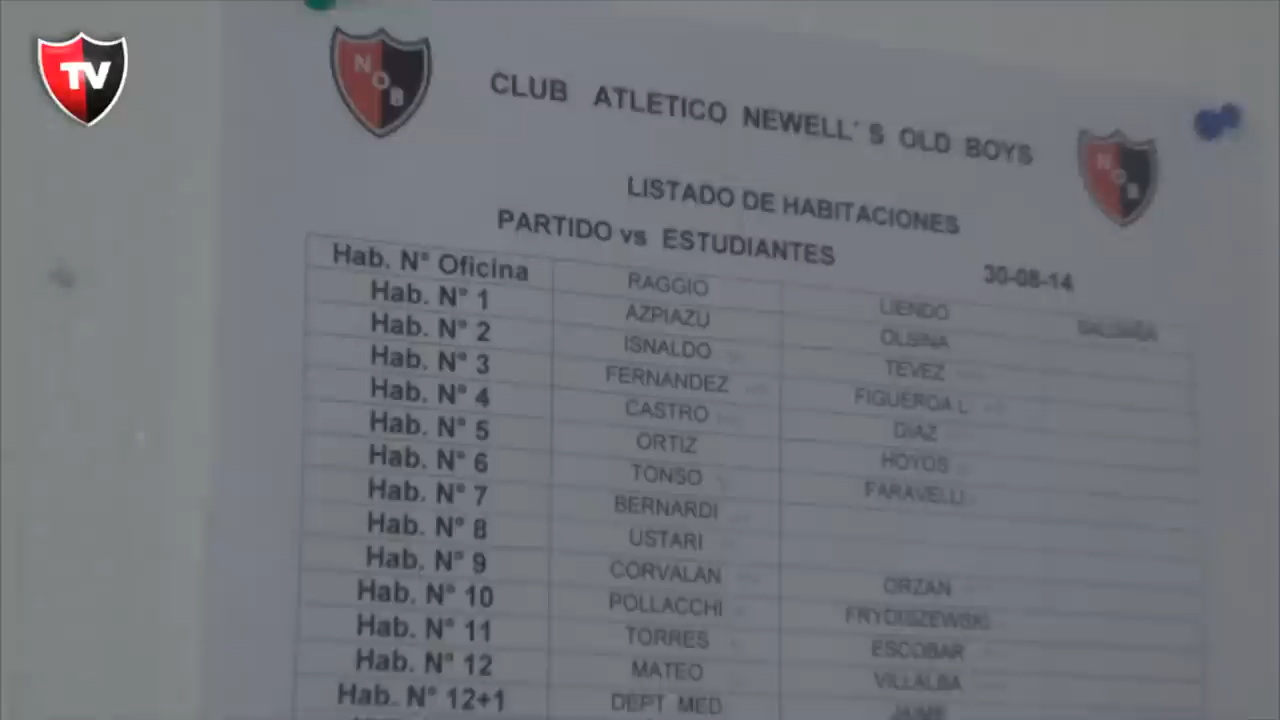 TV
NOB
CLUB ATLETICO NEWELL´S OLD BOYS
NOB
LISTADO DE HABITACIONES
PARTIDO vs ESTUDIANTES 30-08-14
Hab. N° Oficina RAGGIO LIENDO SALDAÑA
Hab. N° 1 AZPIAZU OLSINA
Hab. N° 2 ISNALDO TEVEZ
Hab. N° 3 FERNANDEZ FIGUEROA L
Hab. N° 4 CASTRO DIAZ
Hab. N° 5 ORTIZ HOYOS
Hab. N° 6 TONSO FARAVELLI
Hab. N° 7 BERNARDI
Hab. N° 8 USTARI
Hab. N° 9 CORVALAN ORZAN
Hab. N° 10 POLLACCHI
Hab. N° 11 TORRES ESCOBAR
Hab. N° 12 MATEO VILLALBA
Hab. N° 12+1 DEPT MED JAIME